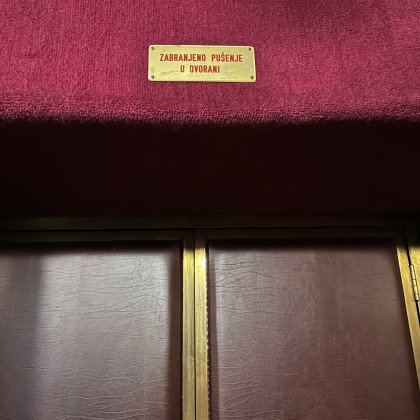 ZABRANJENO PUŠENJE
U DVORANI